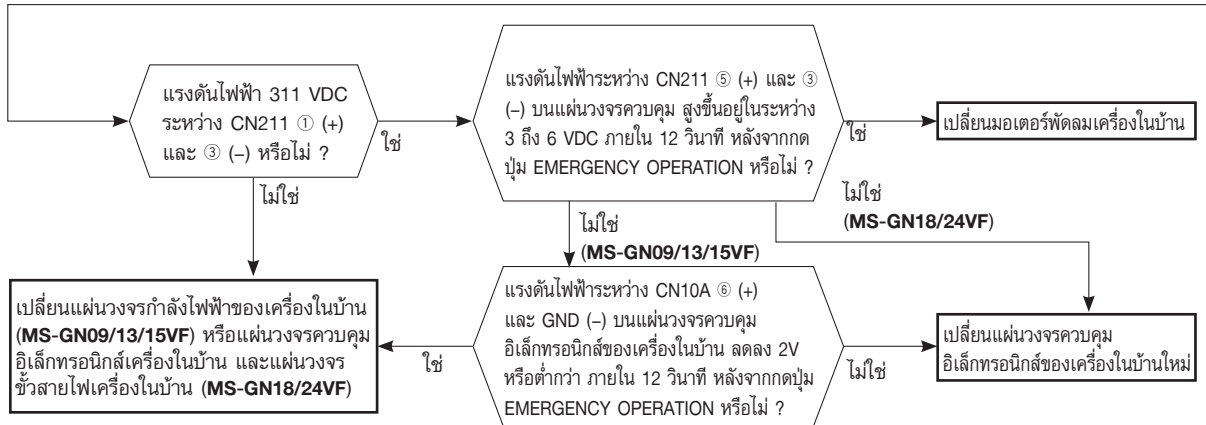 แรงดันไฟฟ้า 311 VDC
ระหว่าง CN211 ① (+)
และ ③ (–) หรือไม่ ?
ใช่
ไม่ใช่
แรงดันไฟฟ้าระหว่าง CN211 ⑤ (+) และ ③
(–) บนแผ่นวงจรควบคุม สูงขึ้นอยู่ในระหว่าง
3 ถึง 6 VDC ภายใน 12 วินาที หลังจากกด
ปุ่ม EMERGENCY OPERATION หรือไม่ ?
ใช่
เปลี่ยนมอเตอร์พัดลมเครื่องในบ้าน
ไม่ใช่
(MS-GN09/13/15VF)
ไม่ใช่
(MS-GN18/24VF)
เปลี่ยนแผ่นวงจรกำลังไฟฟ้าของเครื่องในบ้าน
(MS-GN09/13/15VF) หรือแผ่นวงจรควบคุม
อิเล็กทรอนิกส์เครื่องในบ้าน และแผ่นวงจร
ขั้วสายไฟเครื่องในบ้าน (MS-GN18/24VF)
ใช่
แรงดันไฟฟ้าระหว่าง CN10A ⑥ (+)
และ GND (–) บนแผ่นวงจรควบคุม
อิเล็กทรอนิกส์ของเครื่องในบ้าน ลดลง 2V
หรือต่ำกว่า ภายใน 12 วินาที หลังจากกดปุ่ม
EMERGENCY OPERATION หรือไม่ ?
ไม่ใช่
เปลี่ยนแผ่นวงจรควบคุม
อิเล็กทรอนิกส์ของเครื่องในบ้านใหม่